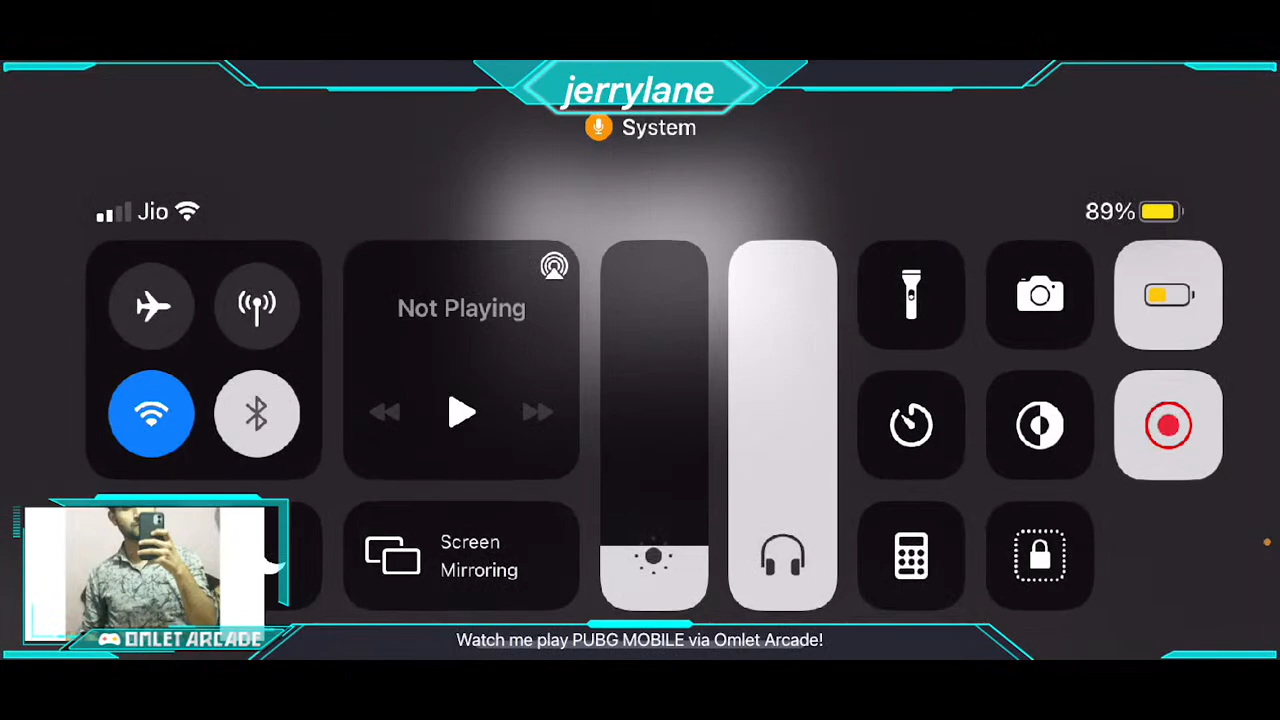 jerrylane
System
Jio
89%
Not Playing
Screen
Mirroring
OMLET ARCADE
Watch me play PUBG MOBILE via Omlet Arcade!